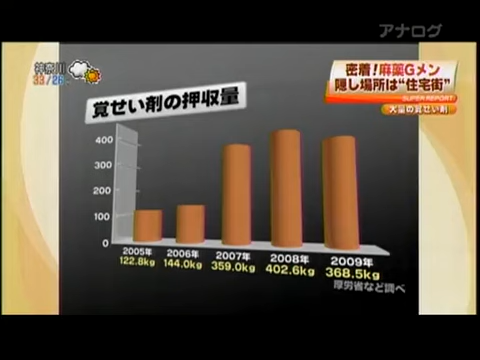 アナログ
神奈川
33/26
密着!麻薬Gメン
隠し場所は“住宅街”
SUPER REPORT
大量の覚せい剤
覚せい剤の押収量
400
300
200
100
0
2005年 2006年 2007年 2008年 2009年
122.8kg 144.0kg 359.0kg 402.6kg 368.5kg
厚労省など調べ